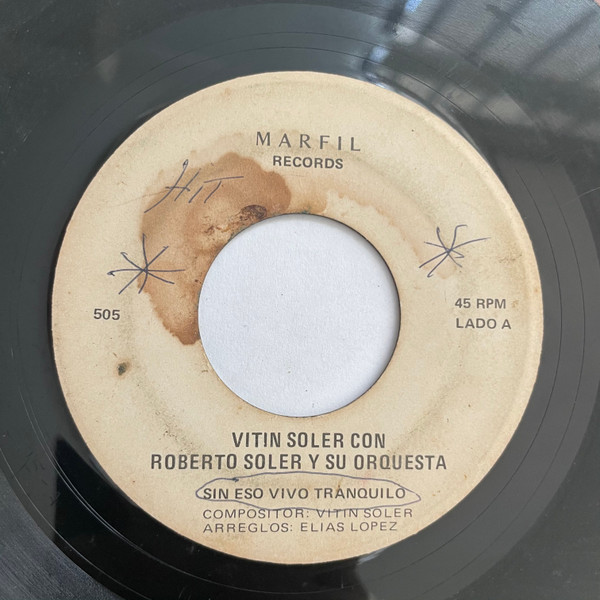 MARFIL
RECORDS
HIT
505
45 RPM
LADO A
VITIN SOLER CON
ROBERTO SOLER Y SU ORQUESTA
SIN ESO VIVO TRANQUILO
COMPOSITOR: VITIN SOLER
ARREGLOS: ELIAS LOPEZ